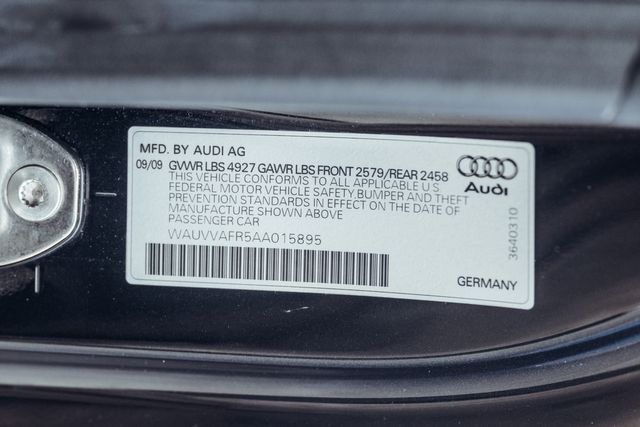 MFD. BY AUDI AG
09/09 GVWR LBS 4927 GAWR LBS FRONT 2579/REAR 2458
THIS VEHICLE CONFORMS TO ALL APPLICABLE U S
FEDERAL MOTOR VEHICLE SAFETY BUMPER AND THEFT
PREVENTION STANDARDS IN EFFECT ON THE DATE OF
MANUFACTURE SHOWN ABOVE
PASSENGER CAR
WAUVVAFR5AA015895
Audi
3640310
GERMANY